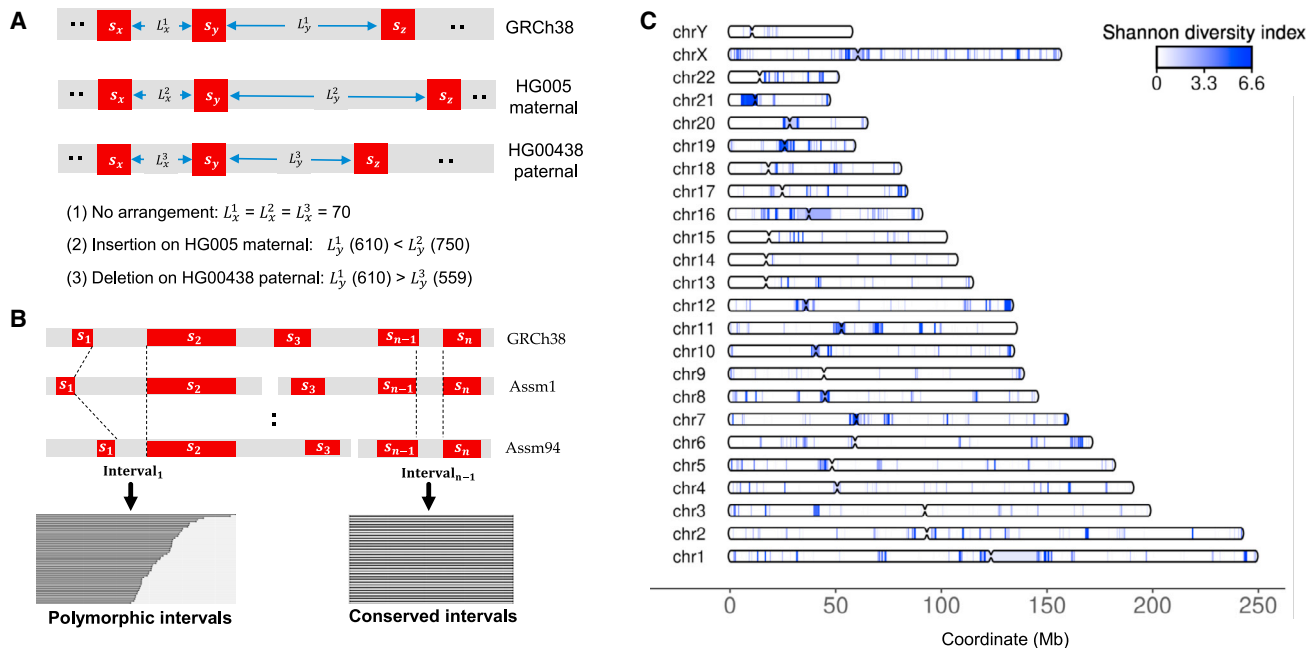 A
s_x L_x^1 s_y L_y^1 s_z GRCh38
s_x L_x^2 s_y L_y^2 s_z HG005 maternal
s_x L_x^3 s_y L_y^3 s_z HG00438 paternal
(1) No arrangement: L_x^1 = L_x^2 = L_x^3 = 70
(2) Insertion on HG005 maternal: L_y^1 (610) < L_y^2 (750)
(3) Deletion on HG00438 paternal: L_y^1 (610) > L_y^3 (559)
B
s_1 s_2 s_3 s_{n-1} s_n GRCh38
s_1 s_2 s_3 s_{n-1} s_n Assm1
:
s_1 s_2 s_3 s_{n-1} s_n Assm94
Interval_1 Interval_{n-1}
Polymorphic intervals Conserved intervals
C
Shannon diversity index
0 3.3 6.6
chrY
chrX
chr22
chr21
chr20
chr19
chr18
chr17
chr16
chr15
chr14
chr13
chr12
chr11
chr10
chr9
chr8
chr7
chr6
chr5
chr4
chr3
chr2
chr1
0 50 100 150 200 250
Coordinate (Mb)